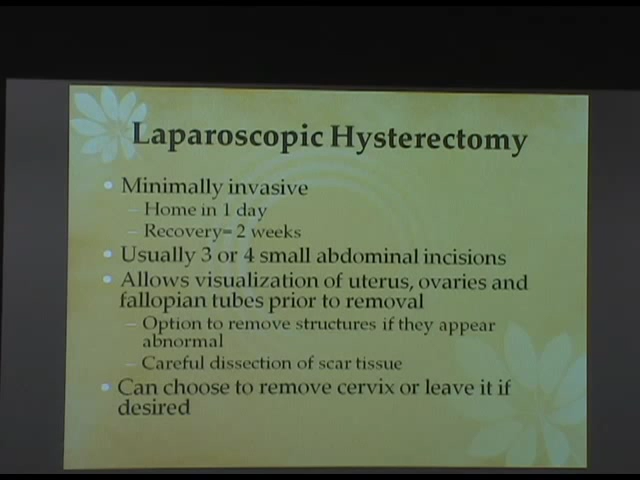 Laparoscopic Hysterectomy
• Minimally invasive
– Home in 1 day
– Recovery= 2 weeks
• Usually 3 or 4 small abdominal incisions
• Allows visualization of uterus, ovaries and
fallopian tubes prior to removal
– Option to remove structures if they appear
abnormal
– Careful dissection of scar tissue
• Can choose to remove cervix or leave it if
desired